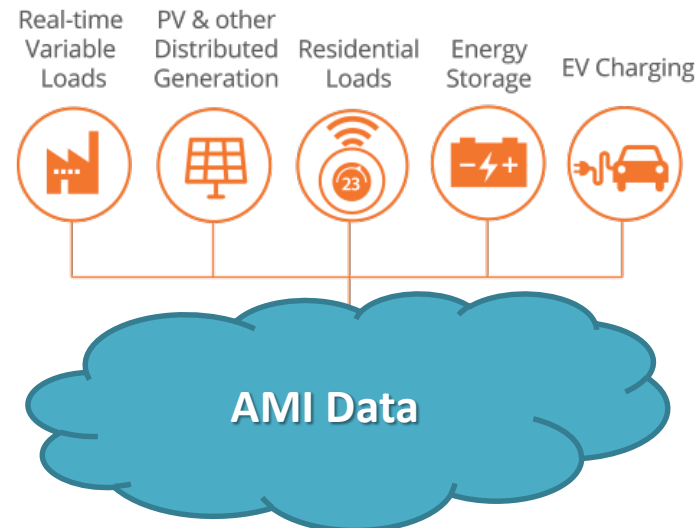 Real-time
Variable
Loads
PV & other
Distributed
Generation
Residential
Loads
Energy
Storage
EV Charging
23
AMI Data